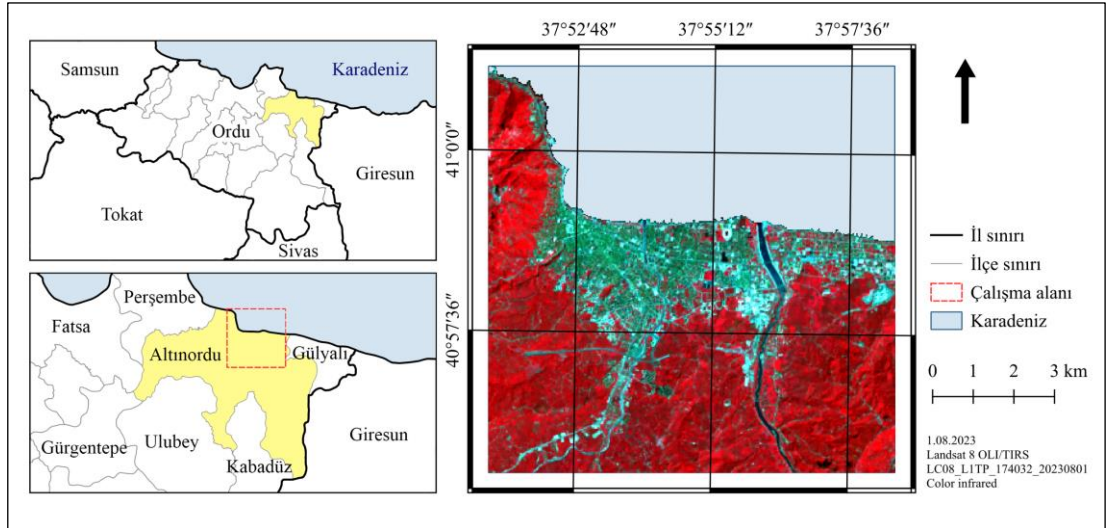 Samsun
Karadeniz
Ordu
Giresun
Tokat
Sivas
Perşembe
Fatsa
Altınordu
Gülyalı
Gürgentepe
Ulubey
Kabadüz
Giresun
37°52'48"
37°55'12"
37°57'36"
41°0'0"
40°57'36"
İl sınırı
İlçe sınırı
Çalışma alanı
Karadeniz
0 1 2 3 km
1.08.2023
Landsat 8 OLI/TIRS
LC08_L1TP_174032_20230801
Color infrared